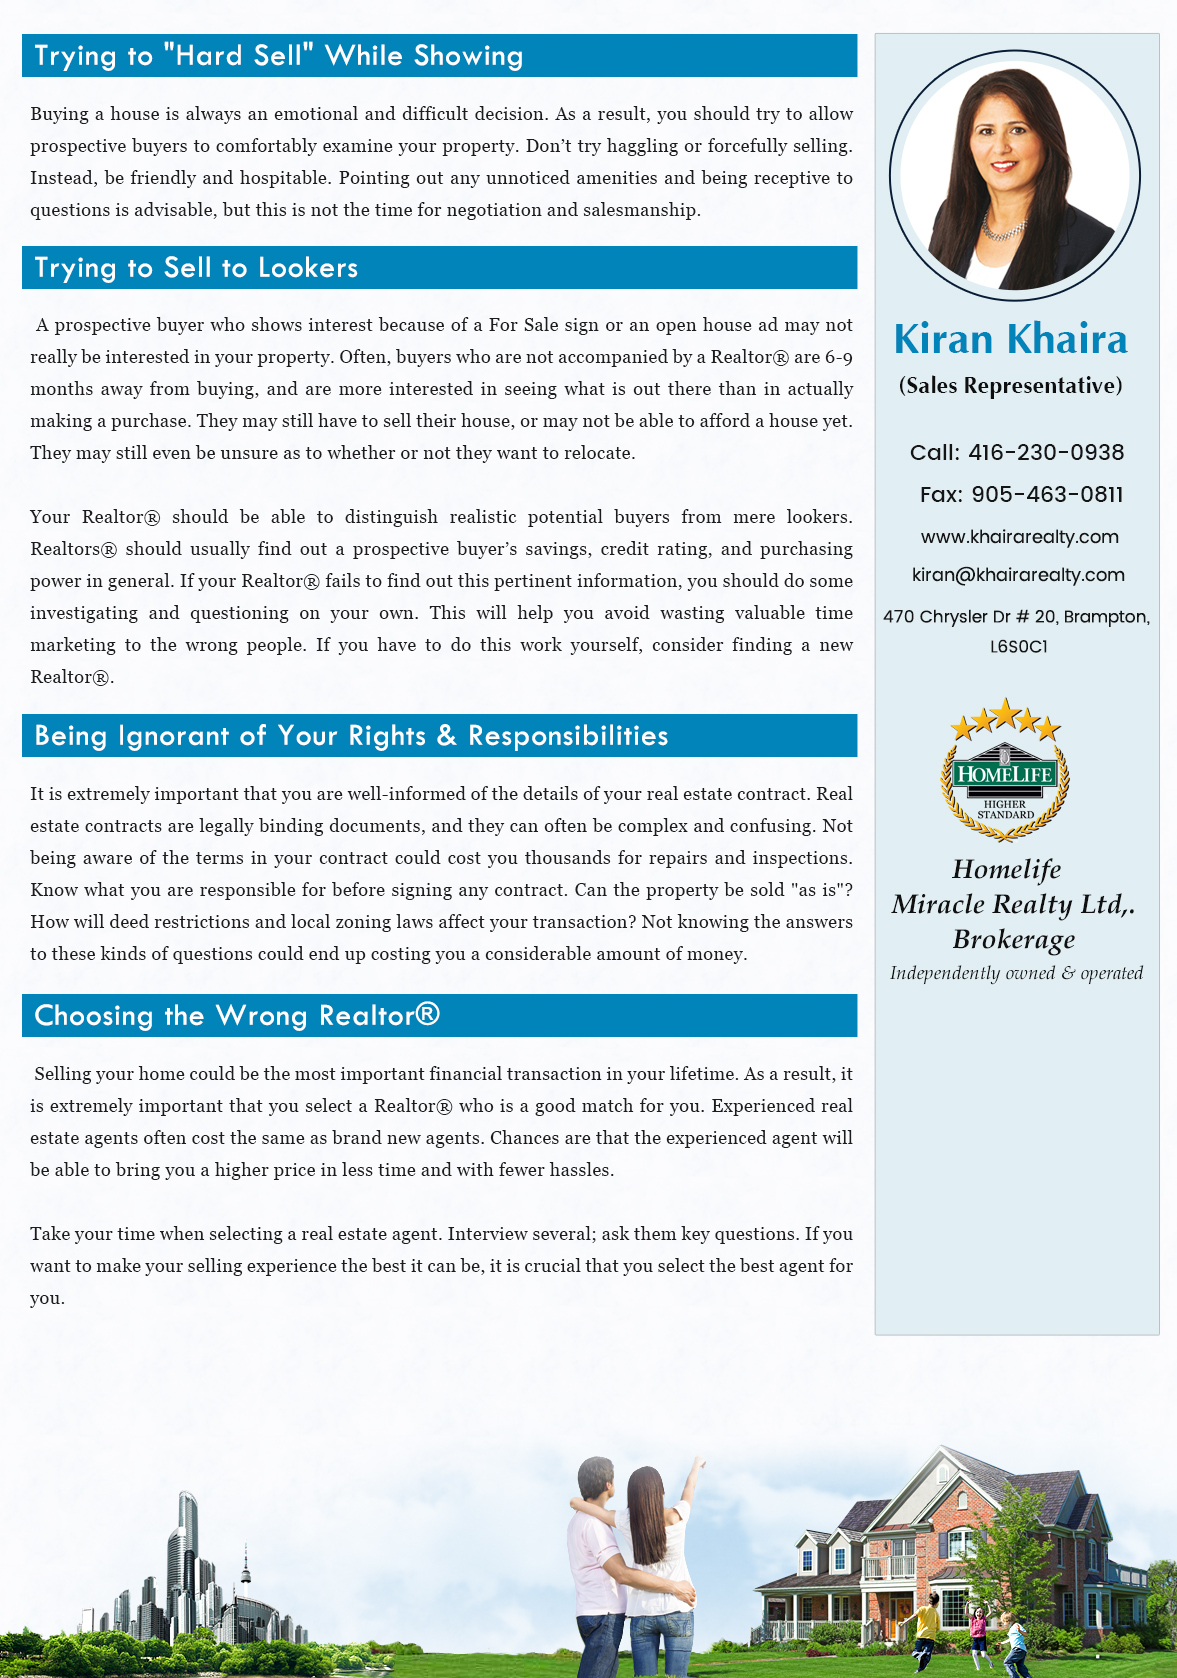 Trying to "Hard Sell" While Showing
Buying a house is always an emotional and difficult decision. As a result, you should try to allow
prospective buyers to comfortably examine your property. Don’t try haggling or forcefully selling.
Instead, be friendly and hospitable. Pointing out any unnoticed amenities and being receptive to
questions is advisable, but this is not the time for negotiation and salesmanship.
Trying to Sell to Lookers
A prospective buyer who shows interest because of a For Sale sign or an open house ad may not
really be interested in your property. Often, buyers who are not accompanied by a Realtor® are 6-9
months away from buying, and are more interested in seeing what is out there than in actually
making a purchase. They may still have to sell their house, or may not be able to afford a house yet.
They may still even be unsure as to whether or not they want to relocate.
Your Realtor® should be able to distinguish realistic potential buyers from mere lookers.
Realtors® should usually find out a prospective buyer’s savings, credit rating, and purchasing
power in general. If your Realtor® fails to find out this pertinent information, you should do some
investigating and questioning on your own. This will help you avoid wasting valuable time
marketing to the wrong people. If you have to do this work yourself, consider finding a new
Realtor®.
Being Ignorant of Your Rights & Responsibilities
It is extremely important that you are well-informed of the details of your real estate contract. Real
estate contracts are legally binding documents, and they can often be complex and confusing. Not
being aware of the terms in your contract could cost you thousands for repairs and inspections.
Know what you are responsible for before signing any contract. Can the property be sold "as is"?
How will deed restrictions and local zoning laws affect your transaction? Not knowing the answers
to these kinds of questions could end up costing you a considerable amount of money.
Choosing the Wrong Realtor®
Selling your home could be the most important financial transaction in your lifetime. As a result, it
is extremely important that you select a Realtor® who is a good match for you. Experienced real
estate agents often cost the same as brand new agents. Chances are that the experienced agent will
be able to bring you a higher price in less time and with fewer hassles.
Take your time when selecting a real estate agent. Interview several; ask them key questions. If you
want to make your selling experience the best it can be, it is crucial that you select the best agent for
you.
Kiran Khaira
(Sales Representative)
Call: 416-230-0938
Fax: 905-463-0811
www.khairarealty.com
kiran@khairarealty.com
470 Chrysler Dr # 20, Brampton,
L6S0C1
HOMELIFE
HIGHER
STANDARD
Homelife
Miracle Realty Ltd,.
Brokerage
Independently owned & operated